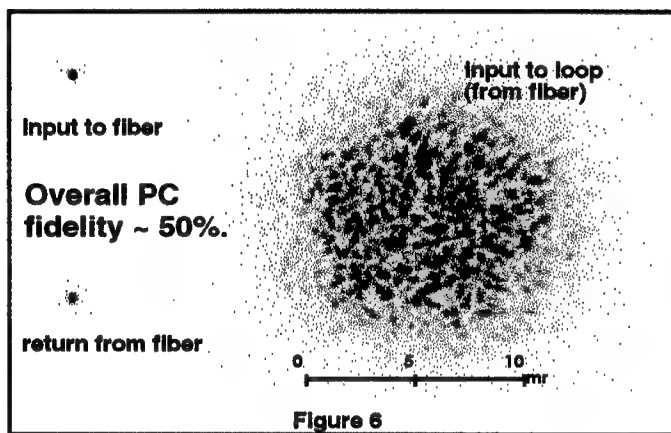 Input to loop
(from fiber)
Input to fiber
Overall PC
fidelity ~ 50%.
return from fiber
0 5 10
mr
Figure 6